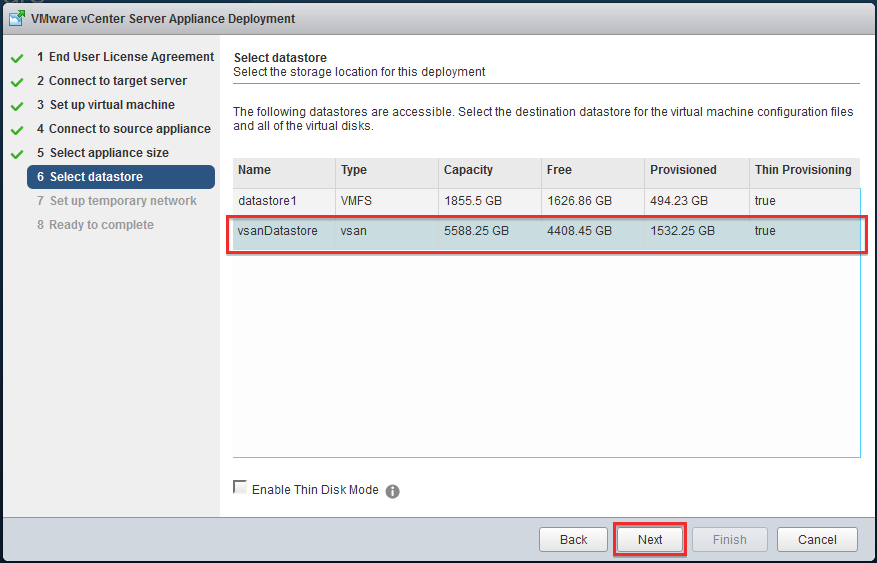 VMware vCenter Server Appliance Deployment
1 End User License Agreement
2 Connect to target server
3 Set up virtual machine
4 Connect to source appliance
5 Select appliance size
6 Select datastore
7 Set up temporary network
8 Ready to complete
Select datastore
Select the storage location for this deployment
The following datastores are accessible. Select the destination datastore for the virtual machine configuration files
and all of the virtual disks.
Name Type Capacity Free Provisioned Thin Provisioning
datastore1 VMFS 1855.5 GB 1626.86 GB 494.23 GB true
vsanDatastore vsan 5588.25 GB 4408.45 GB 1532.25 GB true
Enable Thin Disk Mode
Back Next Finish Cancel